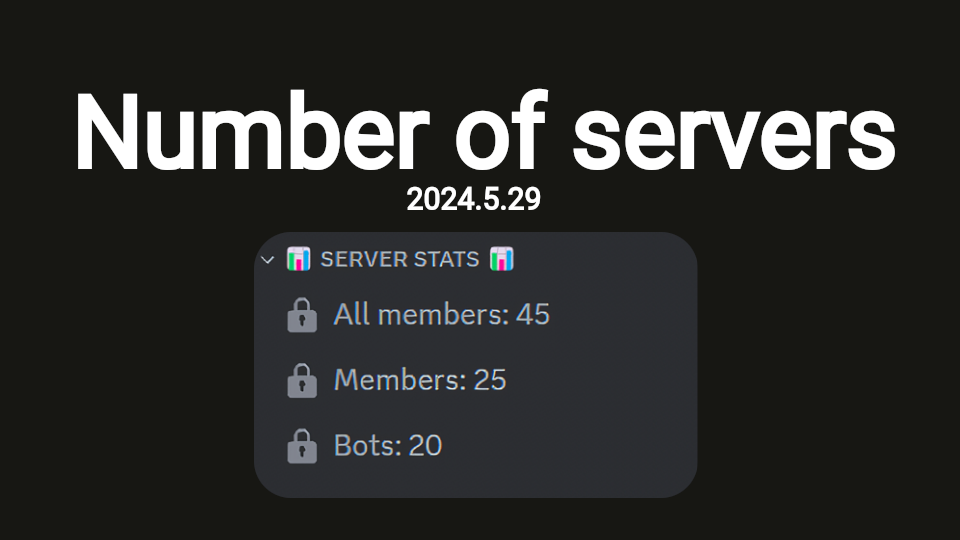 Number of servers
2024.5.29
📊 SERVER STATS 📊
All members: 45
Members: 25
Bots: 20